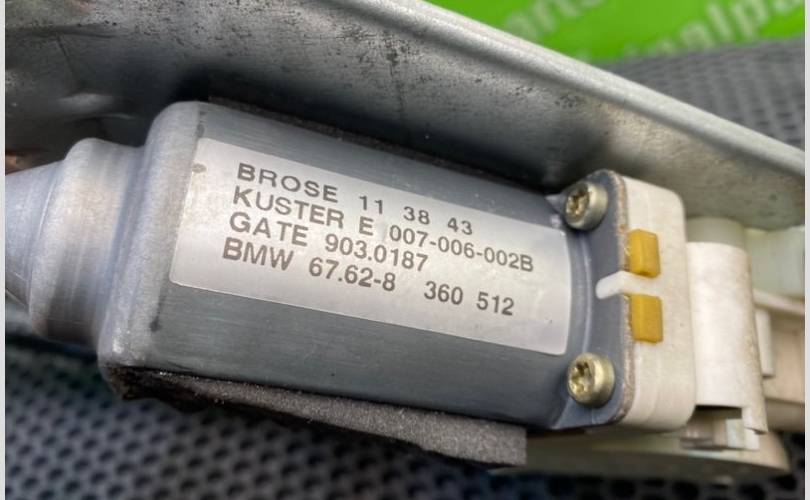 BROSE 11 38 43
KUSTER E 007-006-002B
GATE 903.0187
BMW 67.62-8 360 512